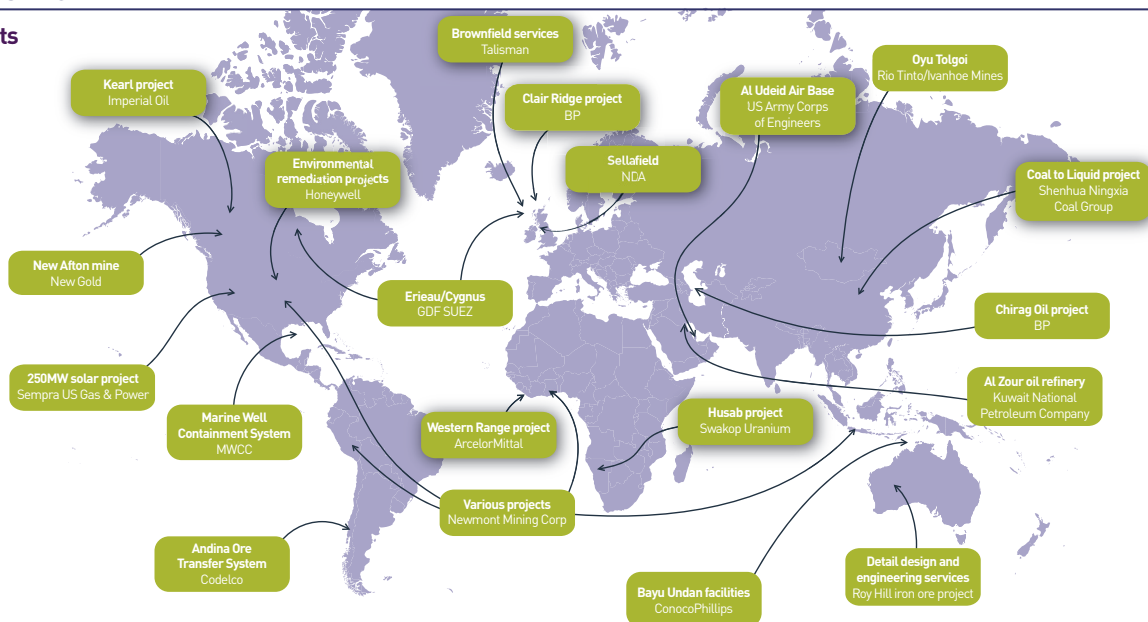 ts
Brownfield services
Talisman
Oyu Tolgoi
Rio Tinto/Ivanhoe Mines
Kearl project
Imperial Oil
Al Udeid Air Base
US Army Corps
of Engineers
Clair Ridge project
BP
Environmental
remediation projects
Honeywell
Sellafield
NDA
Coal to Liquid project
Shenhua Ningxia
Coal Group
New Afton mine
New Gold
Erieau/Cygnus
GDF SUEZ
Chirag Oil project
BP
250MW solar project
Sempra US Gas & Power
Al Zour oil refinery
Kuwait National
Petroleum Company
Marine Well
Containment System
MWCC
Western Range project
ArcelorMittal
Husab project
Swakop Uranium
Various projects
Newmont Mining Corp
Andina Ore
Transfer System
Codelco
Detail design and
engineering services
Roy Hill iron ore project
Bayu Undan facilities
ConocoPhillips